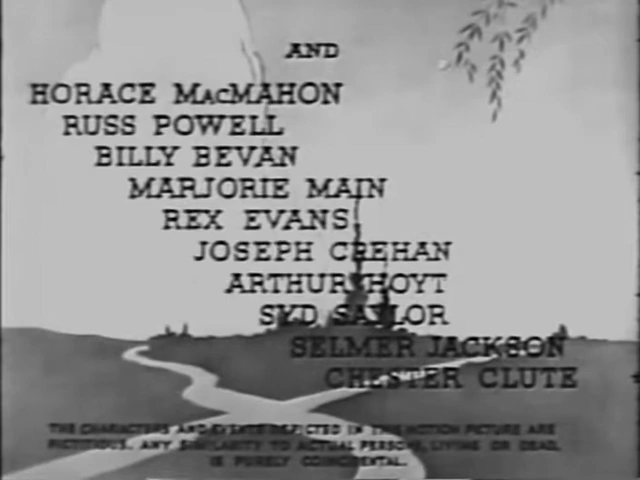 AND
HORACE MacMAHON
RUSS POWELL
BILLY BEVAN
MARJORIE MAIN
REX EVANS
JOSEPH CREHAN
ARTHUR HOYT
SYD SAYLOR
SELMER JACKSON
CHESTER CLUTE
THE CHARACTERS AND EVENTS DEPICTED IN THIS MOTION PICTURE ARE
FICTITIOUS. ANY SIMILARITY TO ACTUAL PERSONS, LIVING OR DEAD,
IS PURELY COINCIDENTAL.